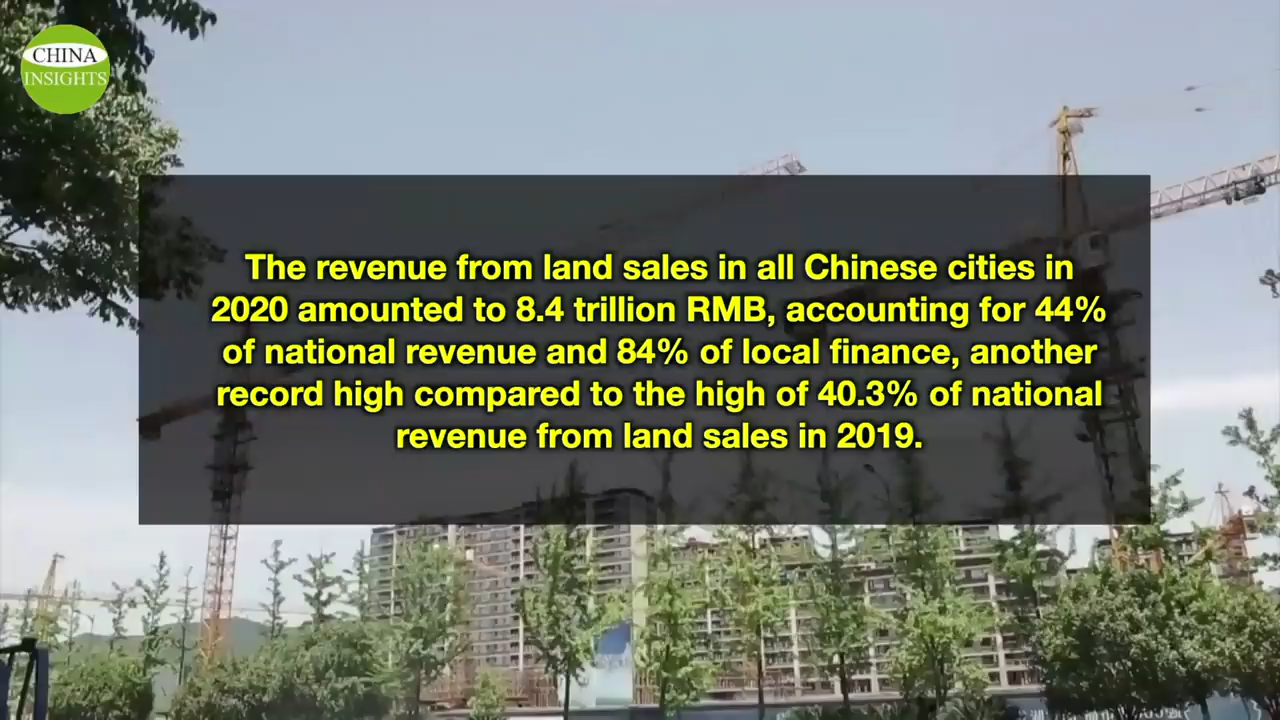 CHINA
INSIGHTS
The revenue from land sales in all Chinese cities in
2020 amounted to 8.4 trillion RMB, accounting for 44%
of national revenue and 84% of local finance, another
record high compared to the high of 40.3% of national
revenue from land sales in 2019.